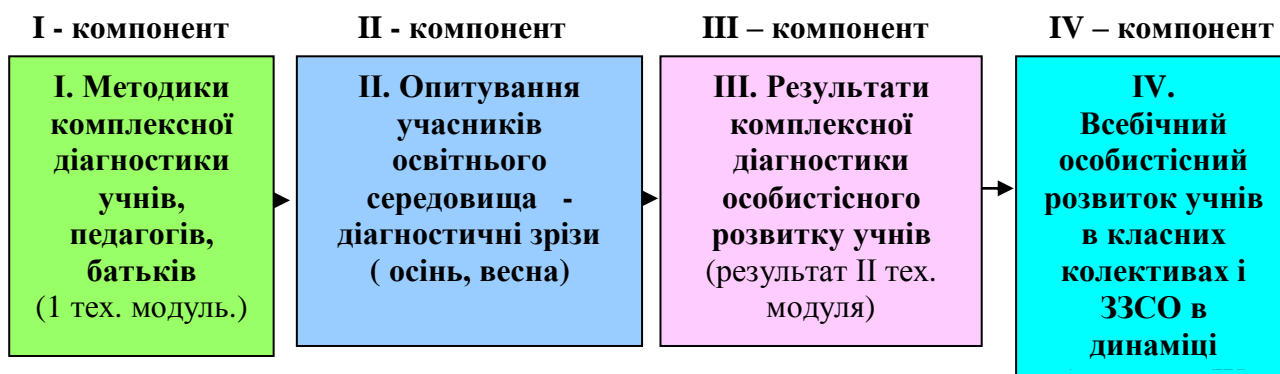 I - компонент
II - компонент
III – компонент
IV – компонент
I. Методики
комплексної
діагностики
учнів,
педагогів,
батьків
(1 тех. модуль.)
II. Опитування
учасників
освітнього
середовища -
діагностичні зрізи
( осінь, весна)
III. Результати
комплексної
діагностики
особистісного
розвитку учнів
(результат II тех.
модуля)
IV.
Всебічний
особистісний
розвиток учнів
в класних
колективах і
ЗЗСО в
динаміці